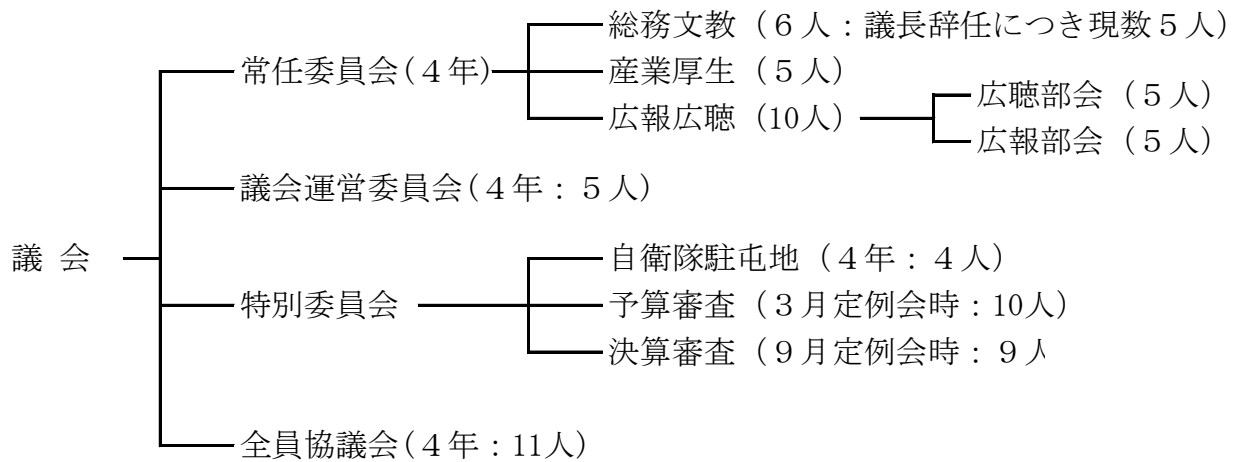 総務文教（６人：議長辞任につき現数５人）
常任委員会（４年）
産業厚生（５人）
広報広聴（10人）
広聴部会（５人）
広報部会（５人）
議会運営委員会（４年：５人）
議 会
自衛隊駐屯地（４年：４人）
特別委員会
予算審査（３月定例会時：10人）
決算審査（９月定例会時：９人
全員協議会（４年：11人）